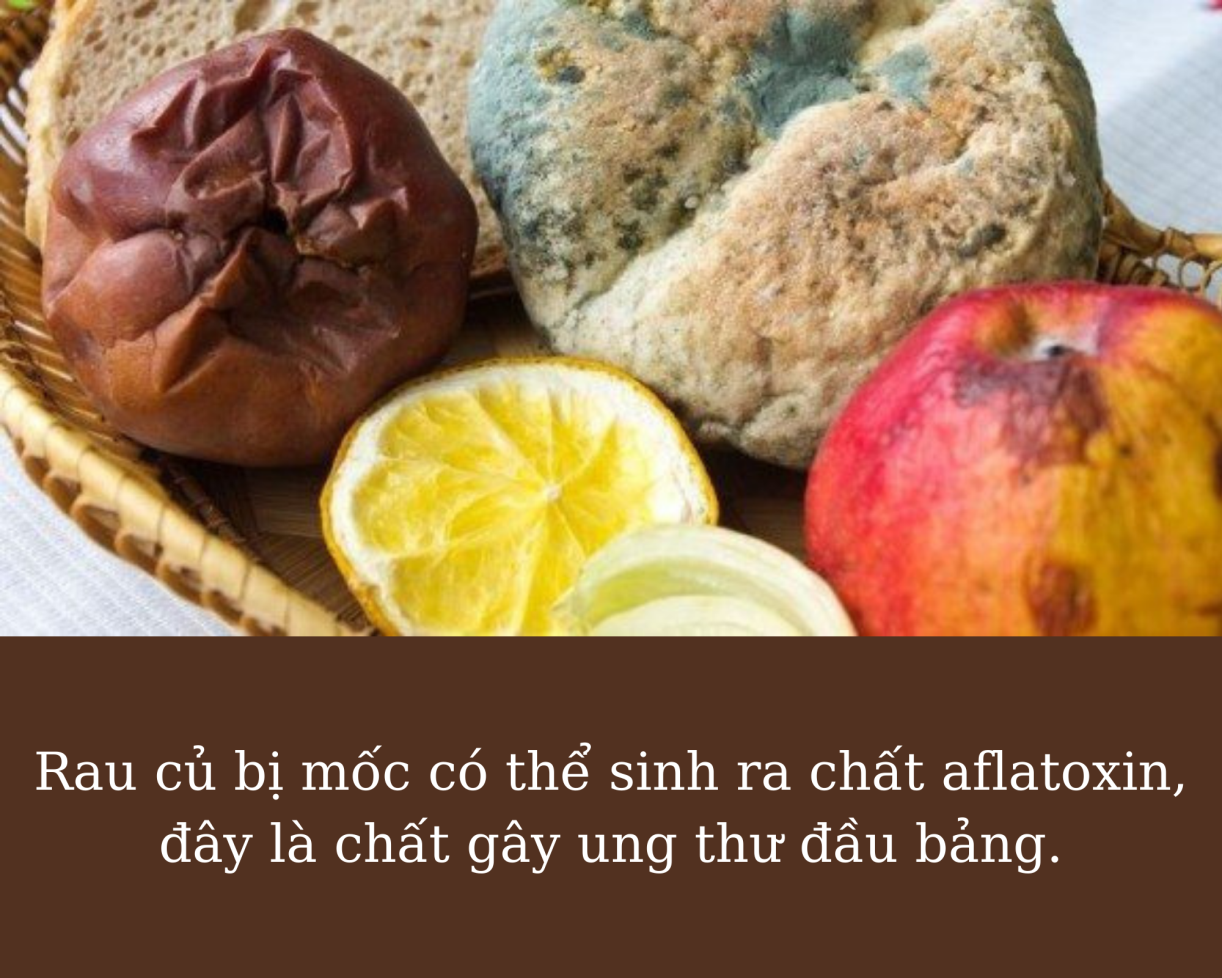 Rau củ bị mốc có thể sinh ra chất aflatoxin,
đây là chất gây ung thư đầu bảng.